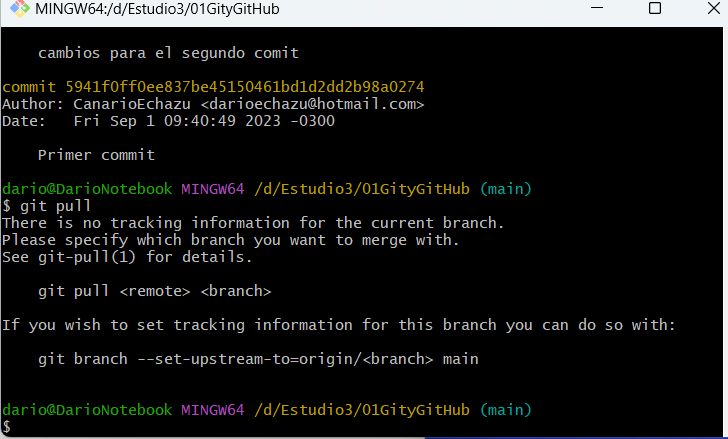 MINGW64:/d/Estudio3/01GityGitHub
cambios para el segundo comit
commit 5941f0ff0ee837be45150461bd1d2dd2b98a0274
Author: CanarioEchazu <darioechazu@hotmail.com>
Date:   Fri Sep 1 09:40:49 2023 -0300
Primer commit
dario@DarioNotebook MINGW64 /d/Estudio3/01GityGitHub (main)
$ git pull
There is no tracking information for the current branch.
Please specify which branch you want to merge with.
See git-pull(1) for details.
git pull <remote> <branch>
If you wish to set tracking information for this branch you can do so with:
git branch --set-upstream-to=origin/<branch> main
dario@DarioNotebook MINGW64 /d/Estudio3/01GityGitHub (main)
$